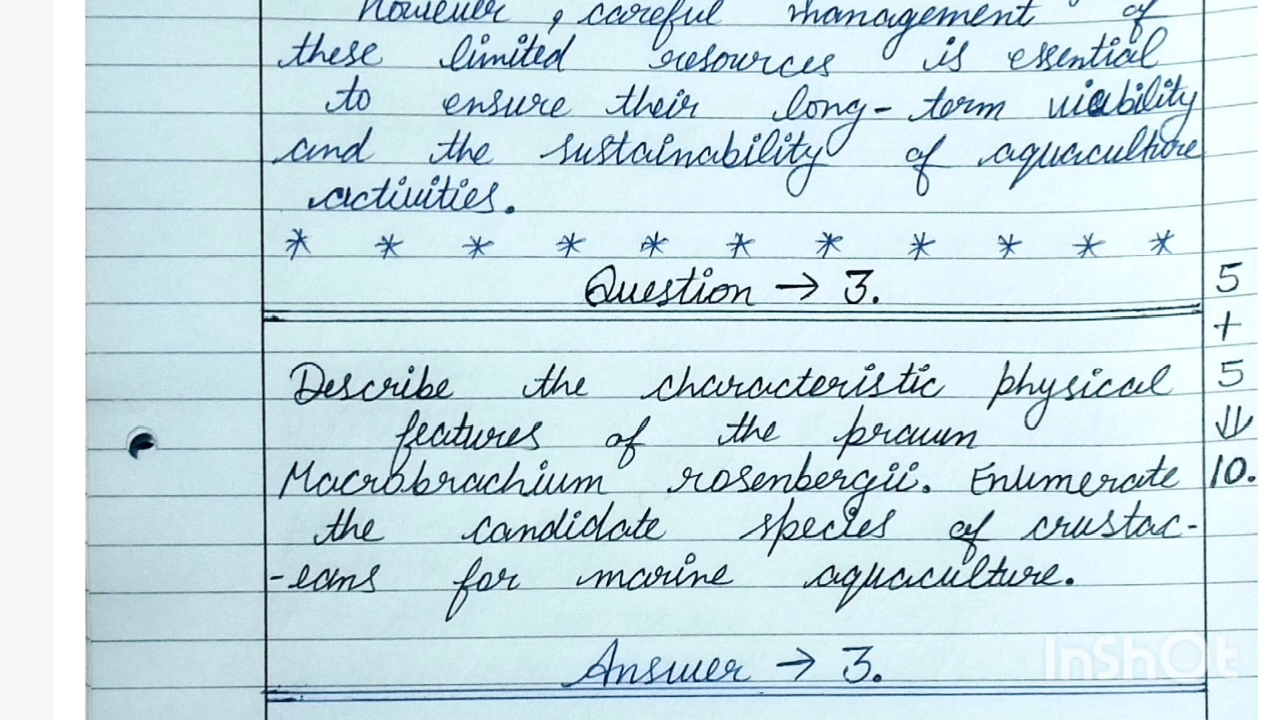 However, careful management of
these limited resources is essential
to ensure their long-term viability
and the sustainability of aquaculture
activities.
* * * * * * * * * * *
Question → 3.
5
+
Describe the characteristic physical 5
features of the prawn ⇓
Macrobrachium rosenbergii. Enumerate 10.
the candidate species of crustac-
-eans for marine aquaculture.
Answer → 3.
InShOt